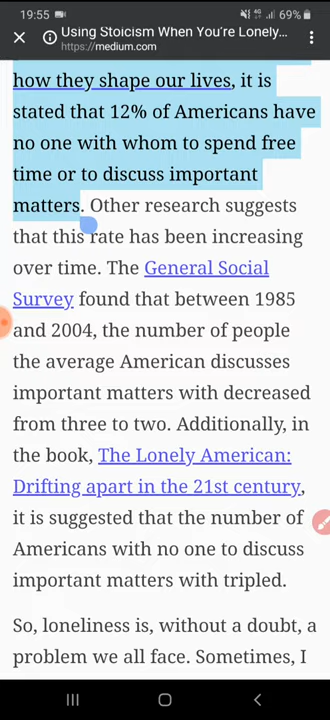 19:55
69%
Using Stoicism When You're Lonely...
https://medium.com
how they shape our lives, it is
stated that 12% of Americans have
no one with whom to spend free
time or to discuss important
matters. Other research suggests
that this rate has been increasing
over time. The General Social
Survey found that between 1985
and 2004, the number of people
the average American discusses
important matters with decreased
from three to two. Additionally, in
the book, The Lonely American:
Drifting apart in the 21st century,
it is suggested that the number of
Americans with no one to discuss
important matters with tripled.
So, loneliness is, without a doubt, a
problem we all face. Sometimes, I